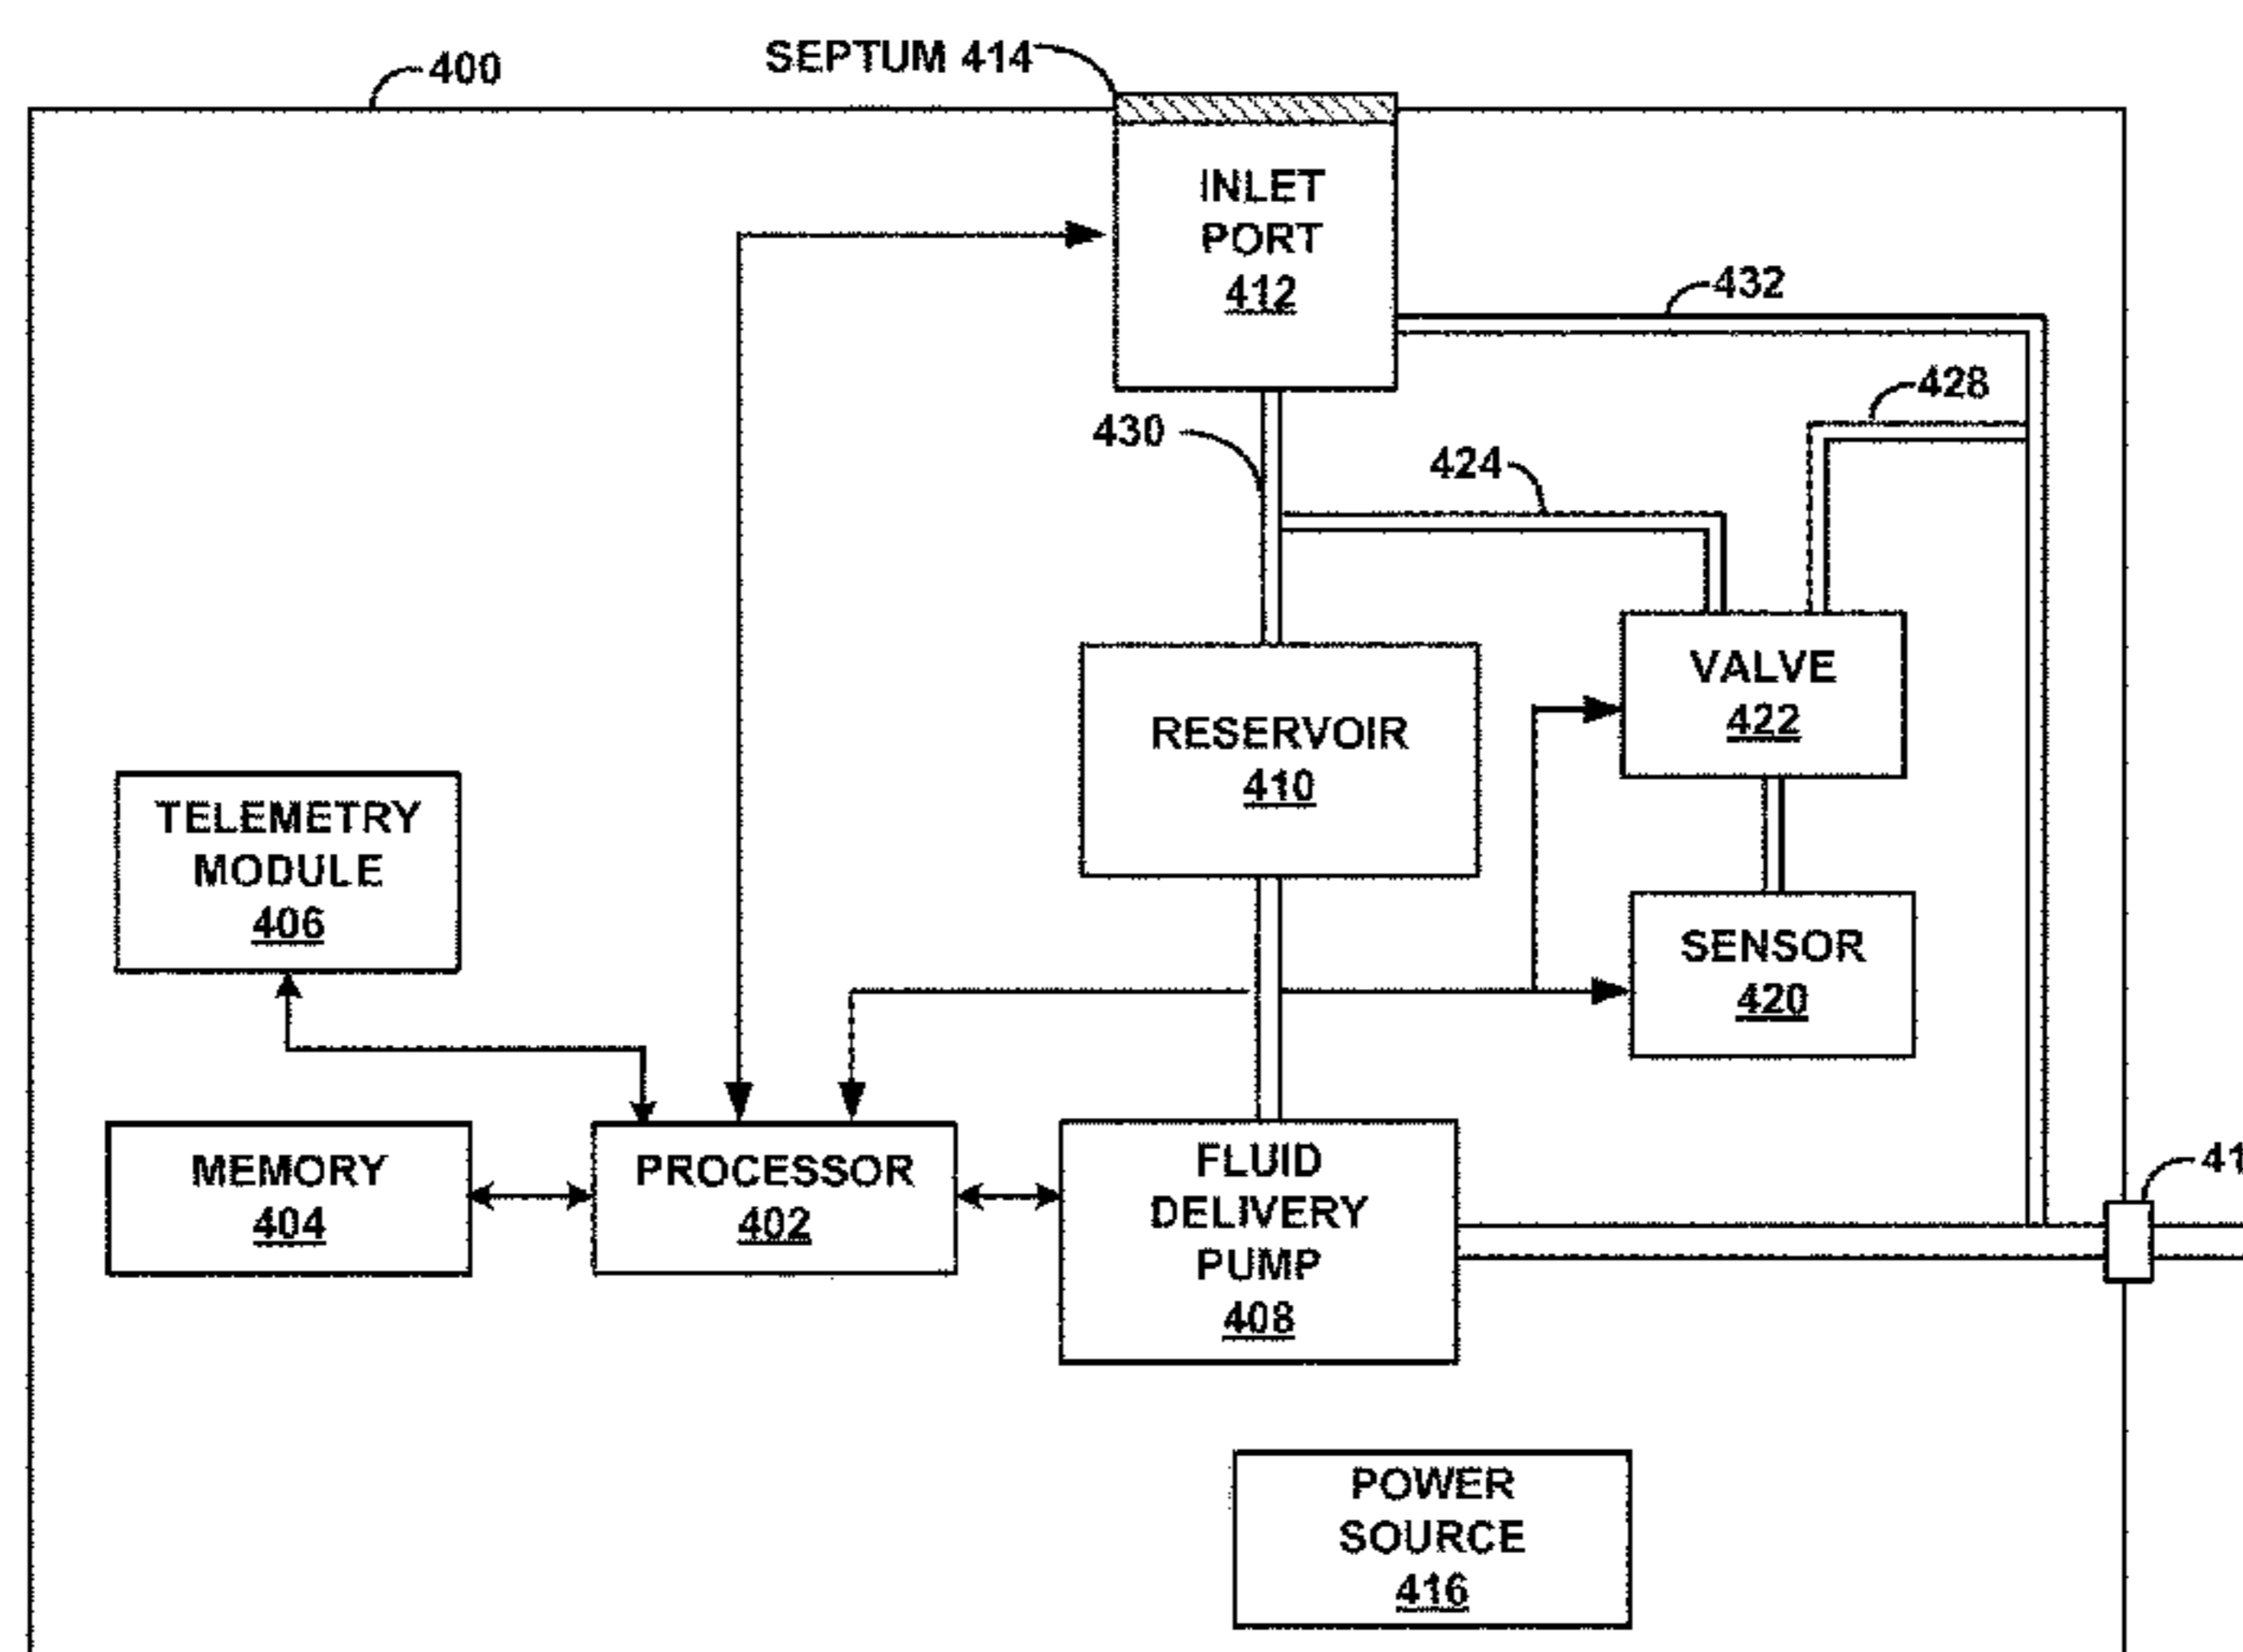 400
SEPTUM 414
INLET
PORT
412
432
428
430
424
VALVE
422
RESERVOIR
410
TELEMETRY
MODULE
406
SENSOR
420
MEMORY
404
PROCESSOR
402
FLUID
DELIVERY
PUMP
408
41
POWER
SOURCE
416